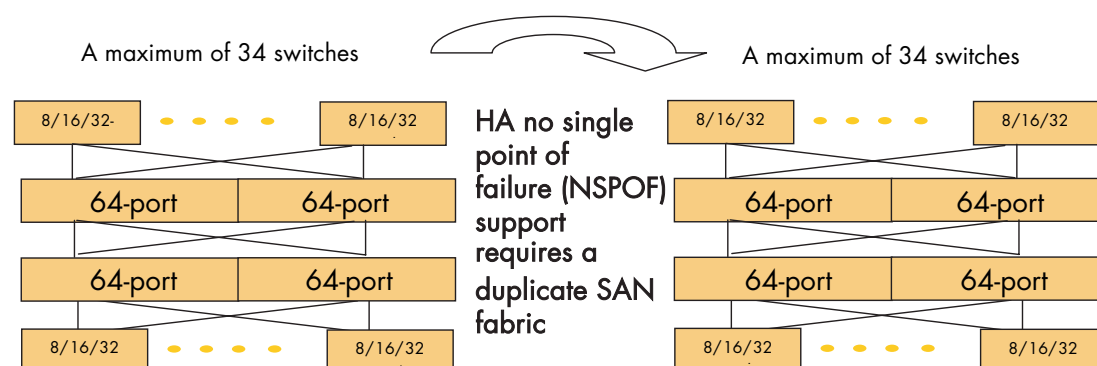 A maximum of 34 switches
A maximum of 34 switches
8/16/32-
8/16/32
HA no single
point of
failure (NSPOF)
support
requires a
duplicate SAN
fabric
8/16/32
8/16/32
64-port
64-port
64-port
64-port
64-port
64-port
64-port
64-port
8/16/32
8/16/32
8/16/32
8/16/32